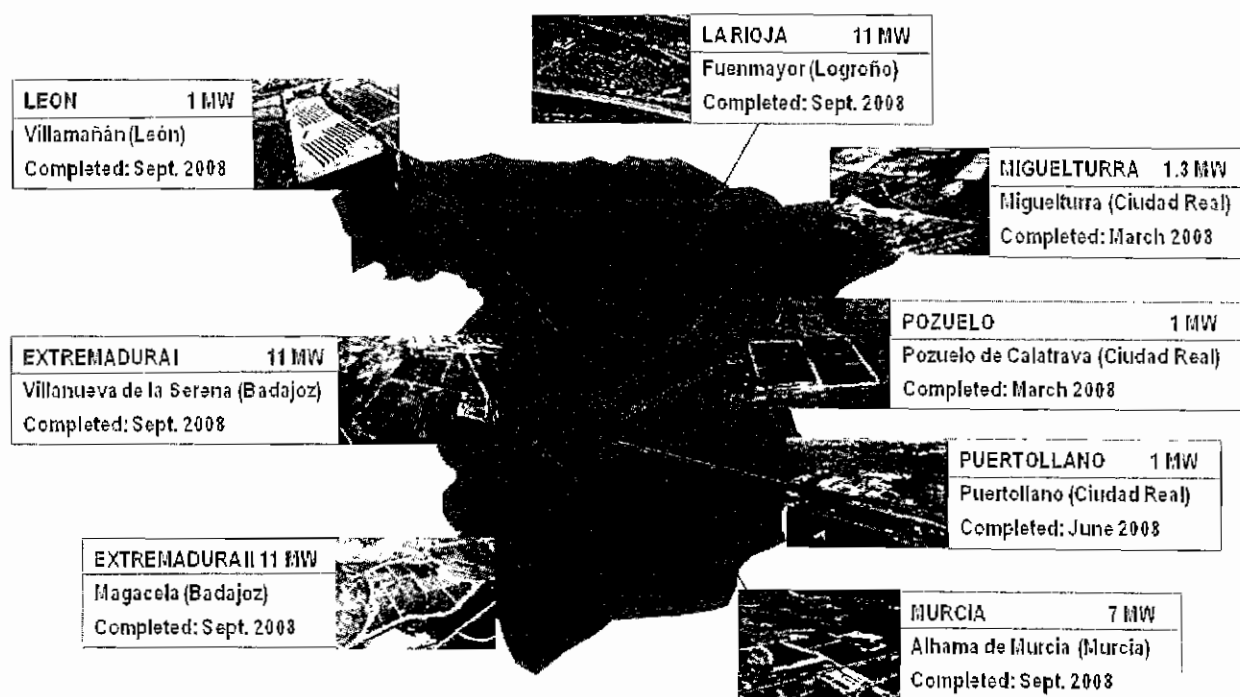 LA RIOJA 11 MW
Fuenmayor (Logroño)
Completed: Sept. 2008
LEON 1 MW
Villamañán (León)
Completed: Sept. 2008
MIGUELTURRA 1.3 MW
Miguelturra (Ciudad Real)
Completed: March 2008
POZUELO 1 MW
Pozuelo de Calatrava (Ciudad Real)
Completed: March 2008
EXTREMADURA I 11 MW
Villanueva de la Serena (Badajoz)
Completed: Sept. 2008
PUERTOLLANO 1 MW
Puertollano (Ciudad Real)
Completed: June 2008
EXTREMADURA II 11 MW
Magacela (Badajoz)
Completed: Sept. 2008
MURCIA 7 MW
Alhama de Murcia (Murcia)
Completed: Sept. 2008